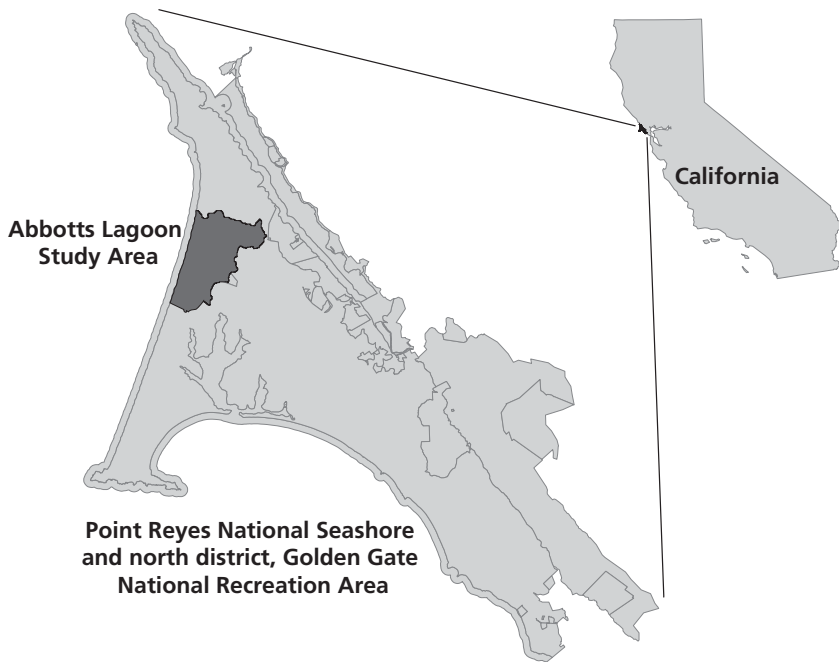 California
Abbotts Lagoon
Study Area
Point Reyes National Seashore
and north district, Golden Gate
National Recreation Area